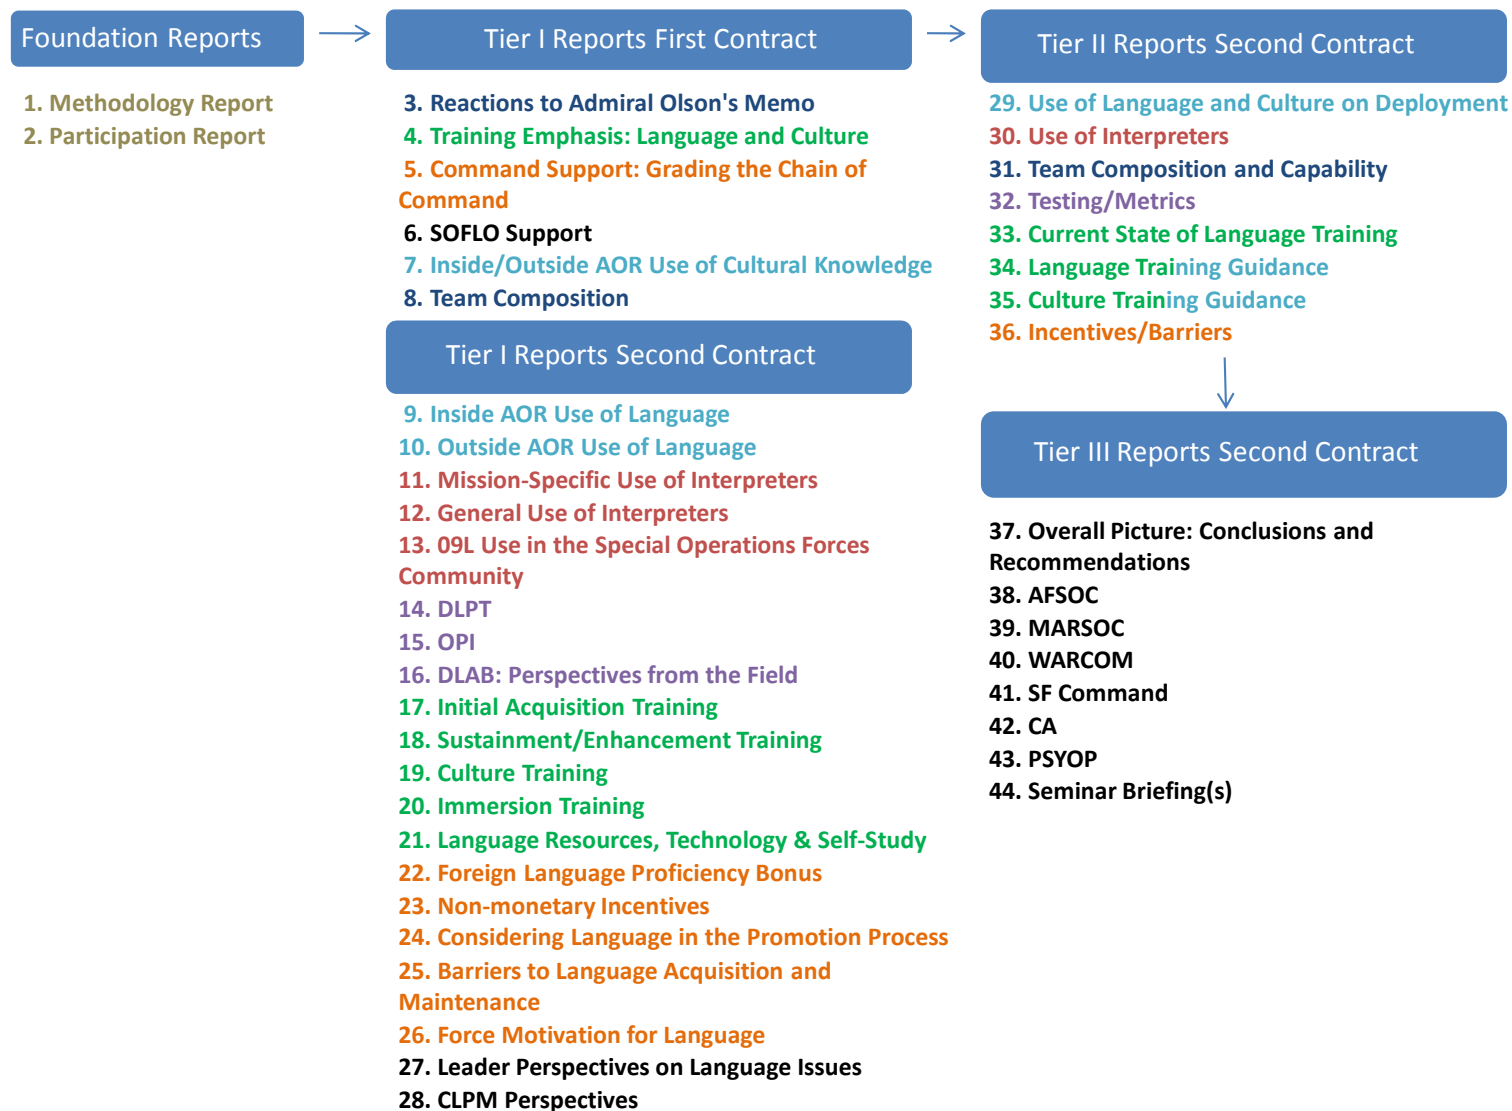 Foundation Reports
1. Methodology Report
2. Participation Report
Tier I Reports First Contract
3. Reactions to Admiral Olson's Memo
4. Training Emphasis: Language and Culture
5. Command Support: Grading the Chain of
Command
6. SOFLO Support
7. Inside/Outside AOR Use of Cultural Knowledge
8. Team Composition
Tier I Reports Second Contract
9. Inside AOR Use of Language
10. Outside AOR Use of Language
11. Mission-Specific Use of Interpreters
12. General Use of Interpreters
13. 09L Use in the Special Operations Forces
Community
14. DLPT
15. OPI
16. DLAB: Perspectives from the Field
17. Initial Acquisition Training
18. Sustainment/Enhancement Training
19. Culture Training
20. Immersion Training
21. Language Resources, Technology & Self-Study
22. Foreign Language Proficiency Bonus
23. Non-monetary Incentives
24. Considering Language in the Promotion Process
25. Barriers to Language Acquisition and
Maintenance
26. Force Motivation for Language
27. Leader Perspectives on Language Issues
28. CLPM Perspectives
Tier II Reports Second Contract
29. Use of Language and Culture on Deployment
30. Use of Interpreters
31. Team Composition and Capability
32. Testing/Metrics
33. Current State of Language Training
34. Language Training Guidance
35. Culture Training Guidance
36. Incentives/Barriers
Tier III Reports Second Contract
37. Overall Picture: Conclusions and
Recommendations
38. AFSOC
39. MARSOC
40. WARCOM
41. SF Command
42. CA
43. PSYOP
44. Seminar Briefing(s)